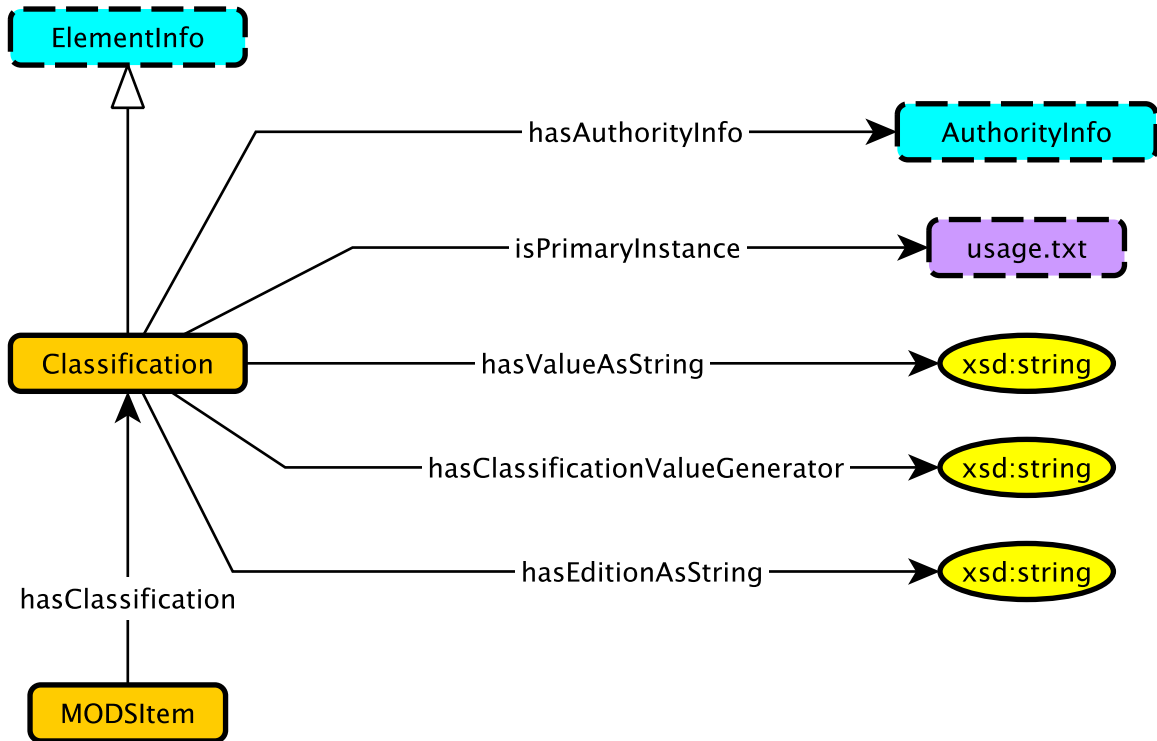 ElementInfo
hasAuthorityInfo
AuthorityInfo
isPrimaryInstance
usage.txt
Classification
hasValueAsString
xsd:string
hasClassificationValueGenerator
xsd:string
hasEditionAsString
xsd:string
hasClassification
MODSItem